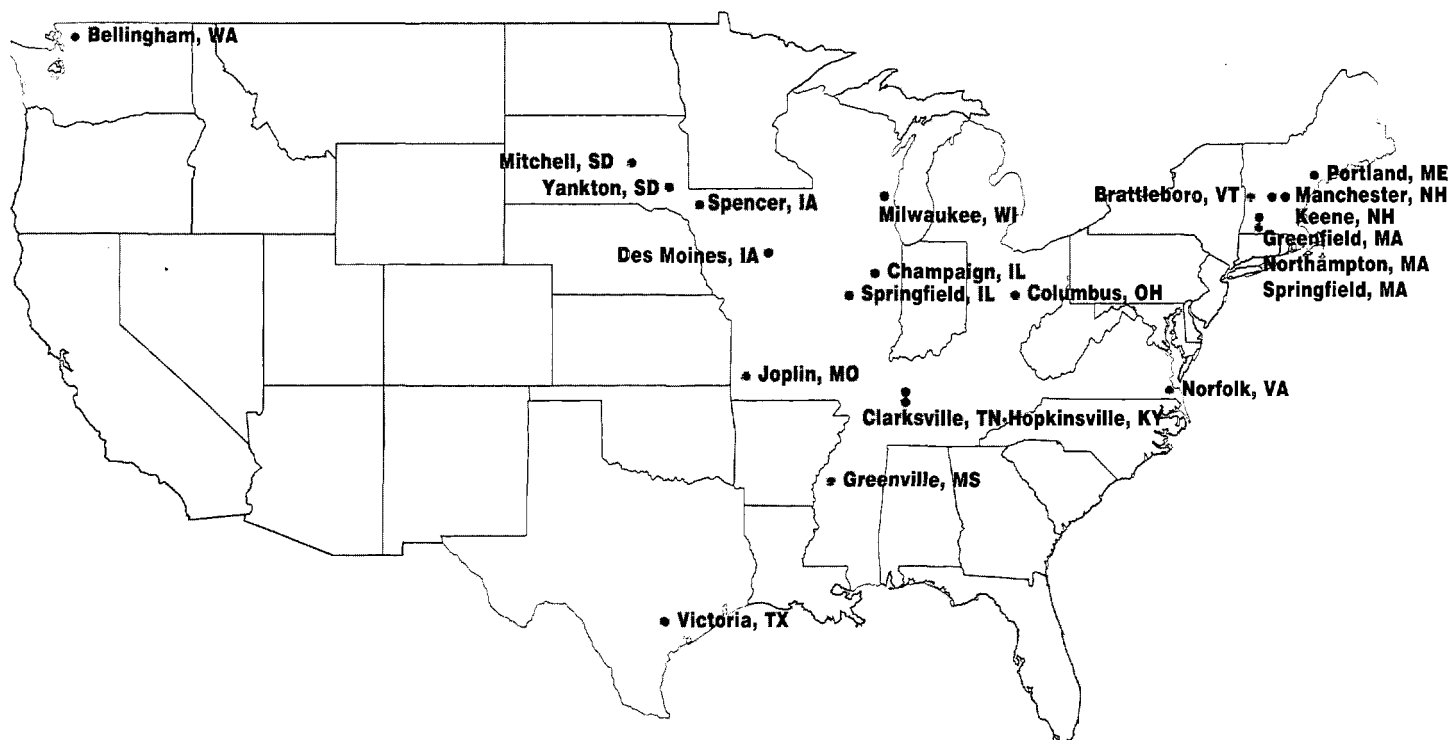 Bellingham, WA
Mitchell, SD
Portland, ME
Yankton, SD
Brattleboro, VT
Manchester, NH
Spencer, IA
Milwaukee, WI
Keene, NH
Greenfield, MA
Des Moines, IA
Northampton, MA
Champaign, IL
Springfield, IL
Columbus, OH
Springfield, MA
Joplin, MO
Norfolk, VA
Clarksville, TN-Hopkinsville, KY
Greenville, MS
Victoria, TX